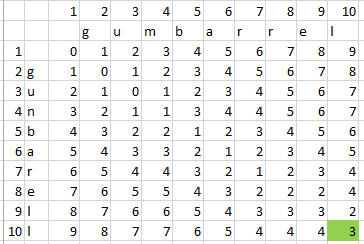 1 2 3 4 5 6 7 8 9 10
g u m b a r r e l
1 0 1 2 3 4 5 6 7 8 9
2 g 1 0 1 2 3 4 5 6 7 8
3 u 2 1 0 1 2 3 4 5 6 7
4 n 3 2 1 1 3 4 4 5 6 7
5 b 4 3 2 2 1 2 3 4 5 6
6 a 5 4 3 3 2 1 2 3 4 5
7 r 6 5 4 4 3 2 1 2 3 4
8 e 7 6 5 5 4 3 2 2 2 4
9 l 8 7 6 6 5 4 3 3 3 2
10 l 9 8 7 7 6 5 4 4 4 3